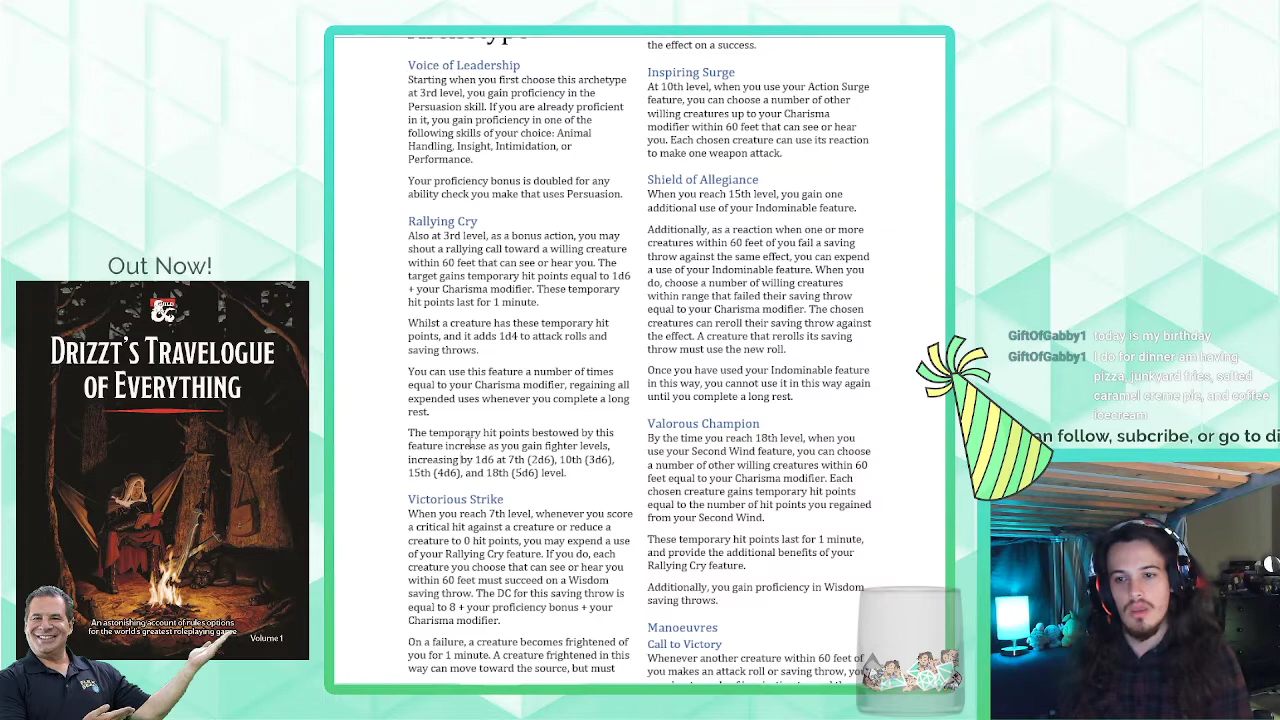 Out Now!
DRIZZT'S TRAVELOGUE
OF EVERYTHING
An astonishing account of rules options
for the world's greatest roleplaying game
Volume 1
Archetype
Voice of Leadership
Starting when you first choose this archetype
at 3rd level, you gain proficiency in the
Persuasion skill. If you are already proficient
in it, you gain proficiency in one of the
following skills of your choice: Animal
Handling, Insight, Intimidation, or
Performance.
Your proficiency bonus is doubled for any
ability check you make that uses Persuasion.
Rallying Cry
Also at 3rd level, as a bonus action, you may
shout a rallying call toward a willing creature
within 60 feet that can see or hear you. The
target gains temporary hit points equal to 1d6
+ your Charisma modifier. These temporary
hit points last for 1 minute.
Whilst a creature has these temporary hit
points, and it adds 1d4 to attack rolls and
saving throws.
You can use this feature a number of times
equal to your Charisma modifier, regaining all
expended uses whenever you complete a long
rest.
The temporary hit points bestowed by this
feature increase as you gain fighter levels,
increasing by 1d6 at 7th (2d6), 10th (3d6),
15th (4d6), and 18th (5d6) level.
Victorious Strike
When you reach 7th level, whenever you score
a critical hit against a creature or reduce a
creature to 0 hit points, you may expend a use
of your Rallying Cry feature. If you do, each
creature you choose that can see or hear you
within 60 feet must succeed on a Wisdom
saving throw. The DC for this saving throw is
equal to 8 + your proficiency bonus + your
Charisma modifier.
On a failure, a creature becomes frightened of
you for 1 minute. A creature frightened in this
way can move toward the source, but must
the effect on a success.
Inspiring Surge
At 10th level, when you use your Action Surge
feature, you can choose a number of other
willing creatures up to your Charisma
modifier within 60 feet that can see or hear
you. Each chosen creature can use its reaction
to make one weapon attack.
Shield of Allegiance
When you reach 15th level, you gain one
additional use of your Indominable feature.
Additionally, as a reaction when one or more
creatures within 60 feet of you fail a saving
throw against the same effect, you can expend
a use of your Indominable feature. When you
do, choose a number of willing creatures
within range that failed their saving throw
equal to your Charisma modifier. The chosen
creatures can reroll their saving throw against
the effect. A creature that rerolls its saving
throw must use the new roll.
Once you have used your Indominable feature
in this way, you cannot use it in this way again
until you complete a long rest.
Valorous Champion
By the time you reach 18th level, when you
use your Second Wind feature, you can choose
a number of other willing creatures within 60
feet equal to your Charisma modifier. Each
chosen creature gains temporary hit points
equal to the number of hit points you regained
from your Second Wind.
These temporary hit points last for 1 minute,
and provide the additional benefits of your
Rallying Cry feature.
Additionally, you gain proficiency in Wisdom
saving throws.
Manoeuvres
Call to Victory
Whenever another creature within 60 feet of
you makes an attack roll or saving throw, you
GiftOfGabby1 today is my birthday
GiftOfGabby1 I do for dinner am having
pizza, junkyard fries, salted
caramel creme pie, and coffee
icecream
an follow, subcribe, or go to di